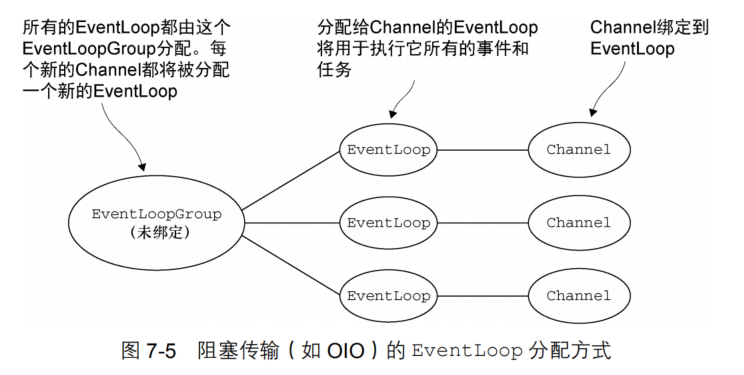 所有的EventLoop都由这个
EventLoopGroup分配。每
个新的Channel都将被分配
一个新的EventLoop
分配给Channel的EventLoop
将用于执行它所有的事件和
任务
Channel绑定到
EventLoop
EventLoopGroup
(未绑定)
EventLoop
Channel
EventLoop
Channel
EventLoop
Channel
图 7-5 阻塞传输（如 OIO）的 EventLoop 分配方式